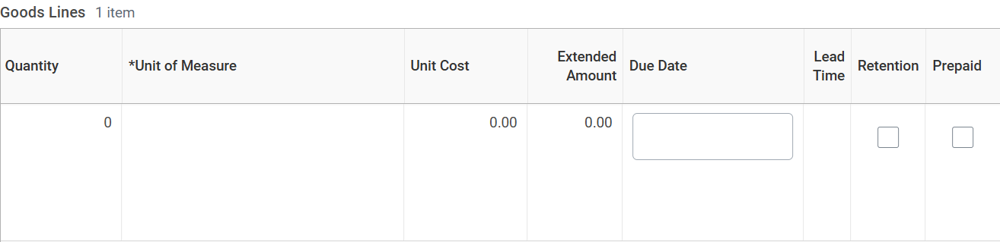 Goods Lines 1 item
Quantity *Unit of Measure Unit Cost Extended Amount Due Date Lead Time Retention Prepaid
0 0.00 0.00